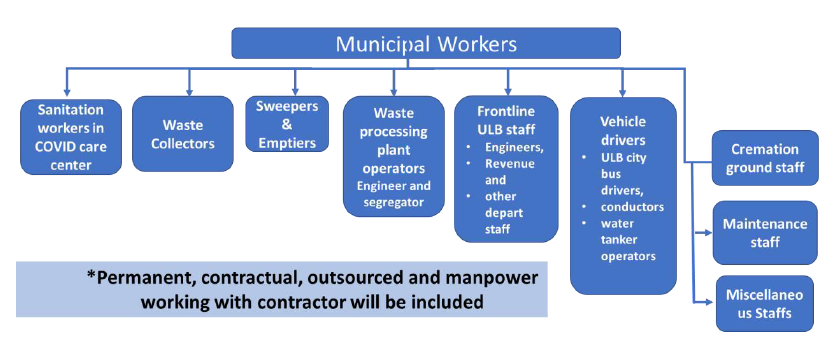 Municipal Workers
Sanitation
workers in
COVID care
center
Waste
Collectors
Sweepers
&
Emptiers
Waste
processing
plant
operators
Engineer and
segregator
Frontline
ULB staff
• Engineers,
• Revenue
and
• other
depart
staff
Vehicle
drivers
• ULB city
bus
drivers,
• conductors
• water
tanker
operators
Cremation
ground staff
Maintenance
staff
Miscellaneo
us Staffs
*Permanent, contractual, outsourced and manpower
working with contractor will be included